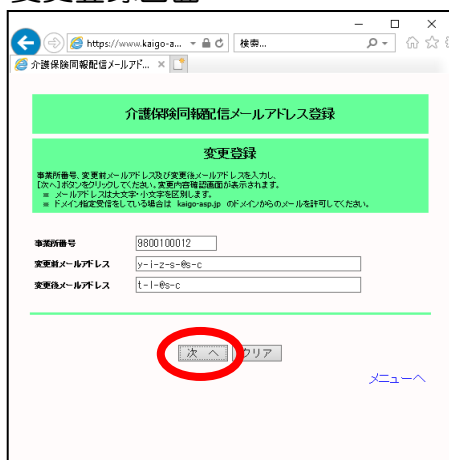 変更登録画面
https://www.kaigo-a...
検索...
介護保険同報配信メールアド...
介護保険同報配信メールアドレス登録
変更登録
事業所番号、変更前メールアドレス及び変更後メールアドレスを入力し、
[次へ]ボタンをクリックしてください。変更内容確認画面が表示されます。
メールアドレスは大文字・小文字を区別します。
ドメイン指定受信をしている場合は kaigo-asp.jp のドメインからのメールを許可してください。
事業所番号 9800100012
変更前メールアドレス y-i-z-s-@s-c
変更後メールアドレス t-l-@s-c
次 へ クリア
メニューへ